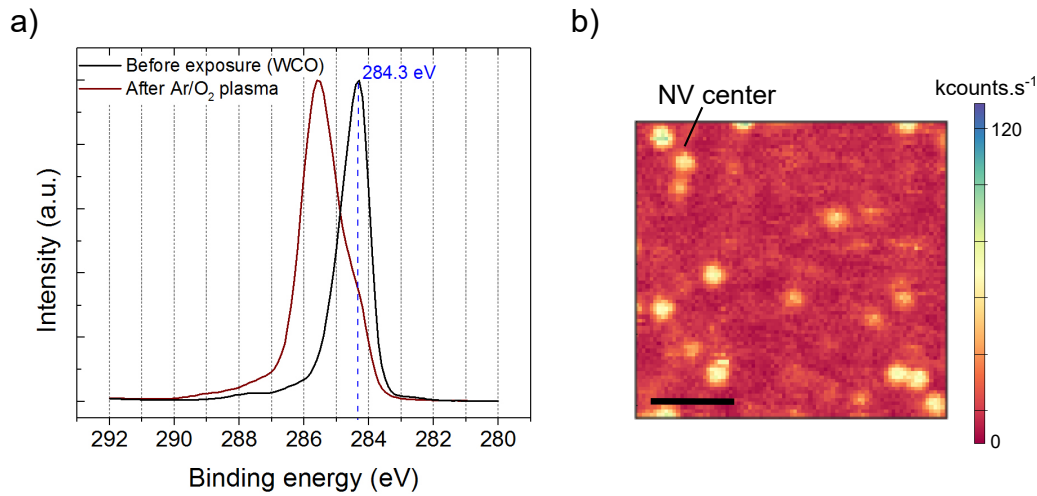 a)
Before exposure (WCO)
After Ar/O₂ plasma
284.3 eV
Intensity (a.u.)
292 290 288 286 284 282 280
Binding energy (eV)
b)
NV center
kcounts.s⁻¹
120
0